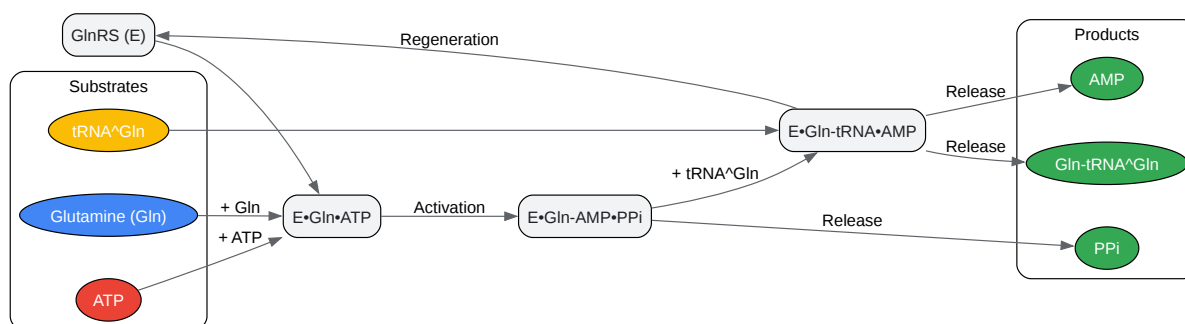 GlnRS (E)
Regeneration
Products
Substrates
AMP
Release
tRNA^Gln
E•Gln-tRNA•AMP
Release
Gln-tRNA^Gln
+ tRNA^Gln
Glutamine (Gln)
+ Gln
E•Gln•ATP
Activation
E•Gln-AMP•PPi
Release
+ ATP
PPi
ATP